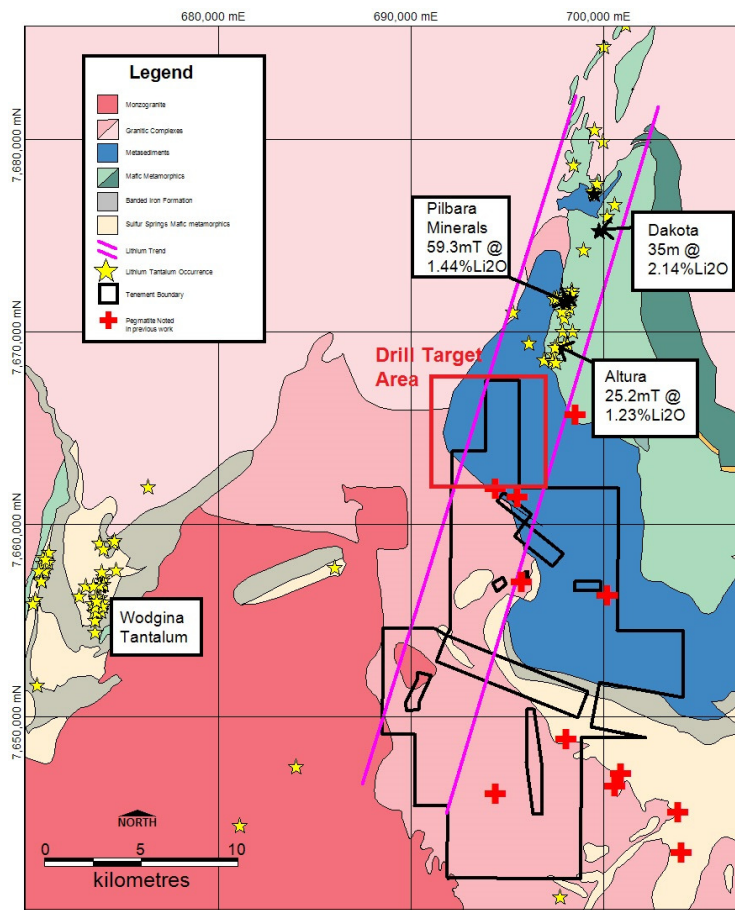 680,000 mE
690,000 mE
700,000 mE
7,680,000 mN
7,670,000 mN
7,660,000 mN
7,650,000 mN
Legend
Monzogranite
Granitic Complexes
Metasediments
Mafic Metamorphics
Banded Iron Formation
Sulfur Springs Mafic metamorphics
Lithium Trend
Lithium Tantalum Occurrence
Tenement Boundary
Pegmatite Noted
in previous work
Pilbara
Minerals
59.3mT @
1.44%Li2O
Dakota
35m @
2.14%Li2O
Drill Target
Area
Altura
25.2mT @
1.23%Li2O
Wodgina
Tantalum
NORTH
0 5 10
kilometres